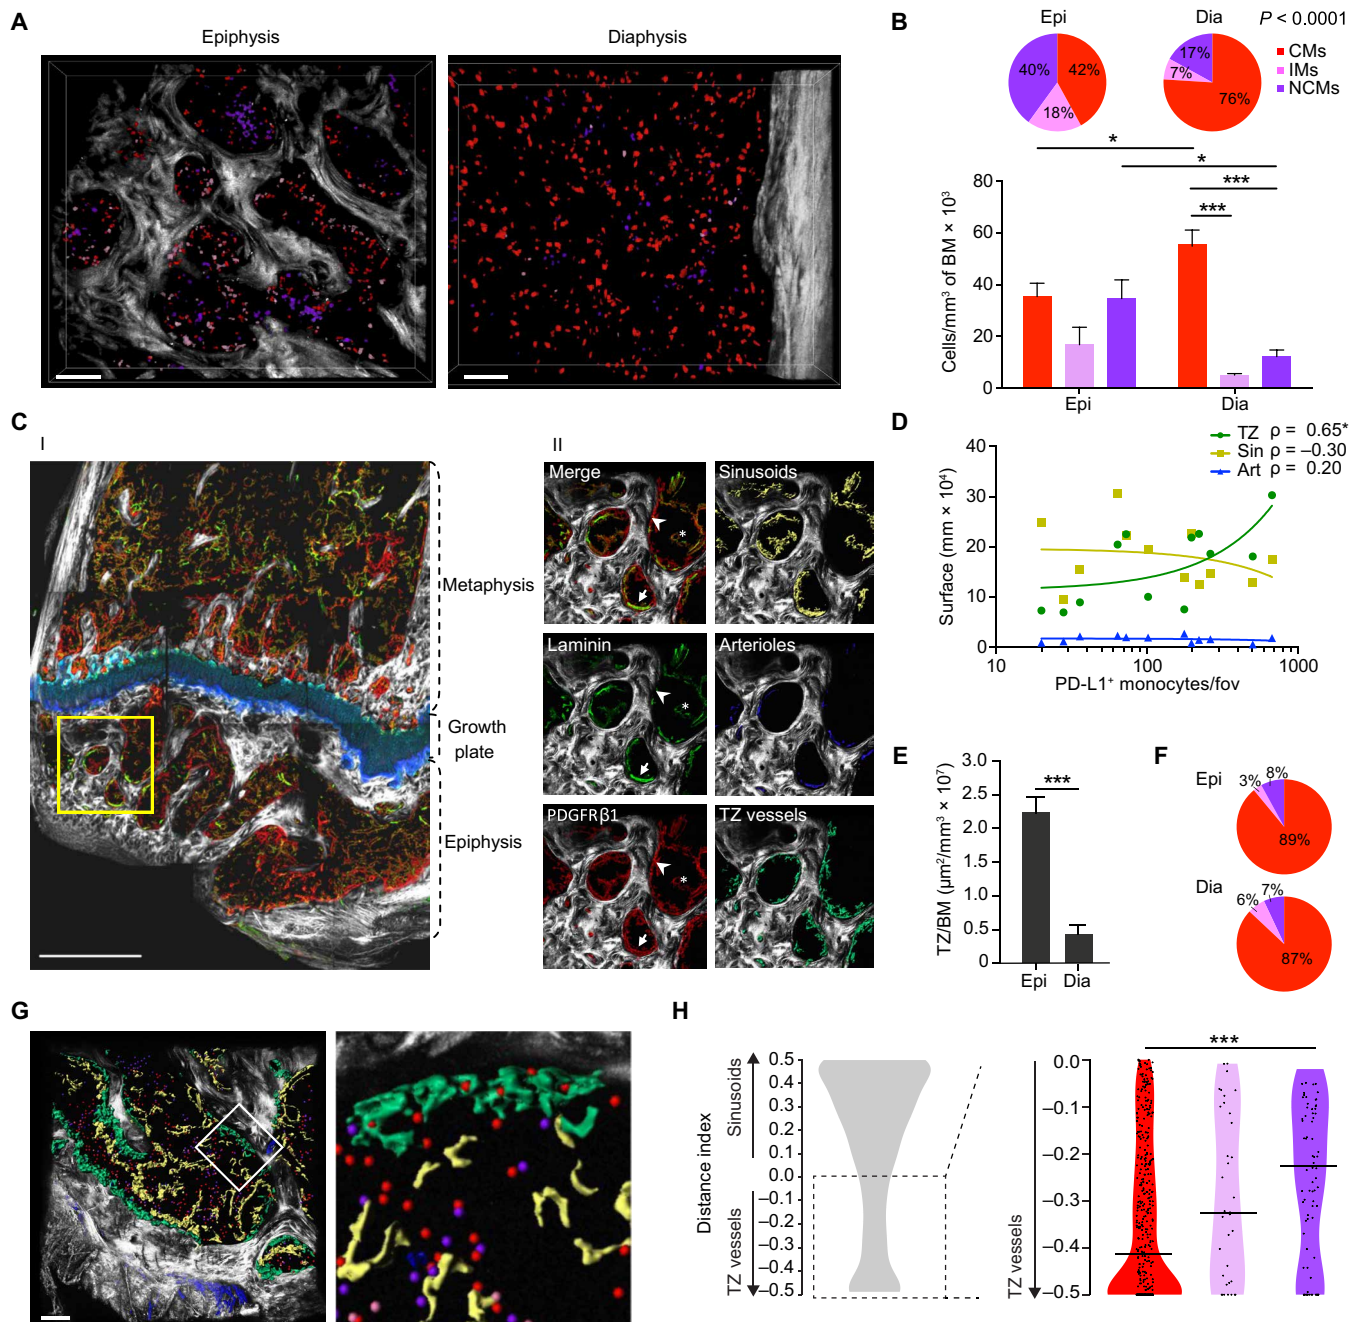 A
Epiphysis
Diaphysis
B
Epi
Dia
P < 0.0001
CMs
IMs
NCMs
40%
42%
18%
17%
7%
76%
*
*
***
***
Cells/mm³ of BM × 10³
80
60
40
20
0
Epi
Dia
C
I
Metaphysis
Growth
plate
Epiphysis
II
Merge
Sinusoids
*
Laminin
Arterioles
*
PDGFRβ1
TZ vessels
*
D
TZ ρ = 0.65*
Sin ρ = –0.30
Art ρ = 0.20
Surface (mm × 10⁴)
40
30
20
10
0
10
100
1000
PD-L1⁺ monocytes/fov
E
***
TZ/BM (μm²/mm³ × 10⁷)
3.0
2.5
2.0
1.5
1.0
0.5
0
Epi
Dia
F
Epi
3%
8%
89%
Dia
6%
7%
87%
G
H
Distance index
Sinusoids
TZ vessels
0.5
0.4
0.3
0.2
0.1
0.0
–0.1
–0.2
–0.3
–0.4
–0.5
***
TZ vessels
0.0
–0.1
–0.2
–0.3
–0.4
–0.5